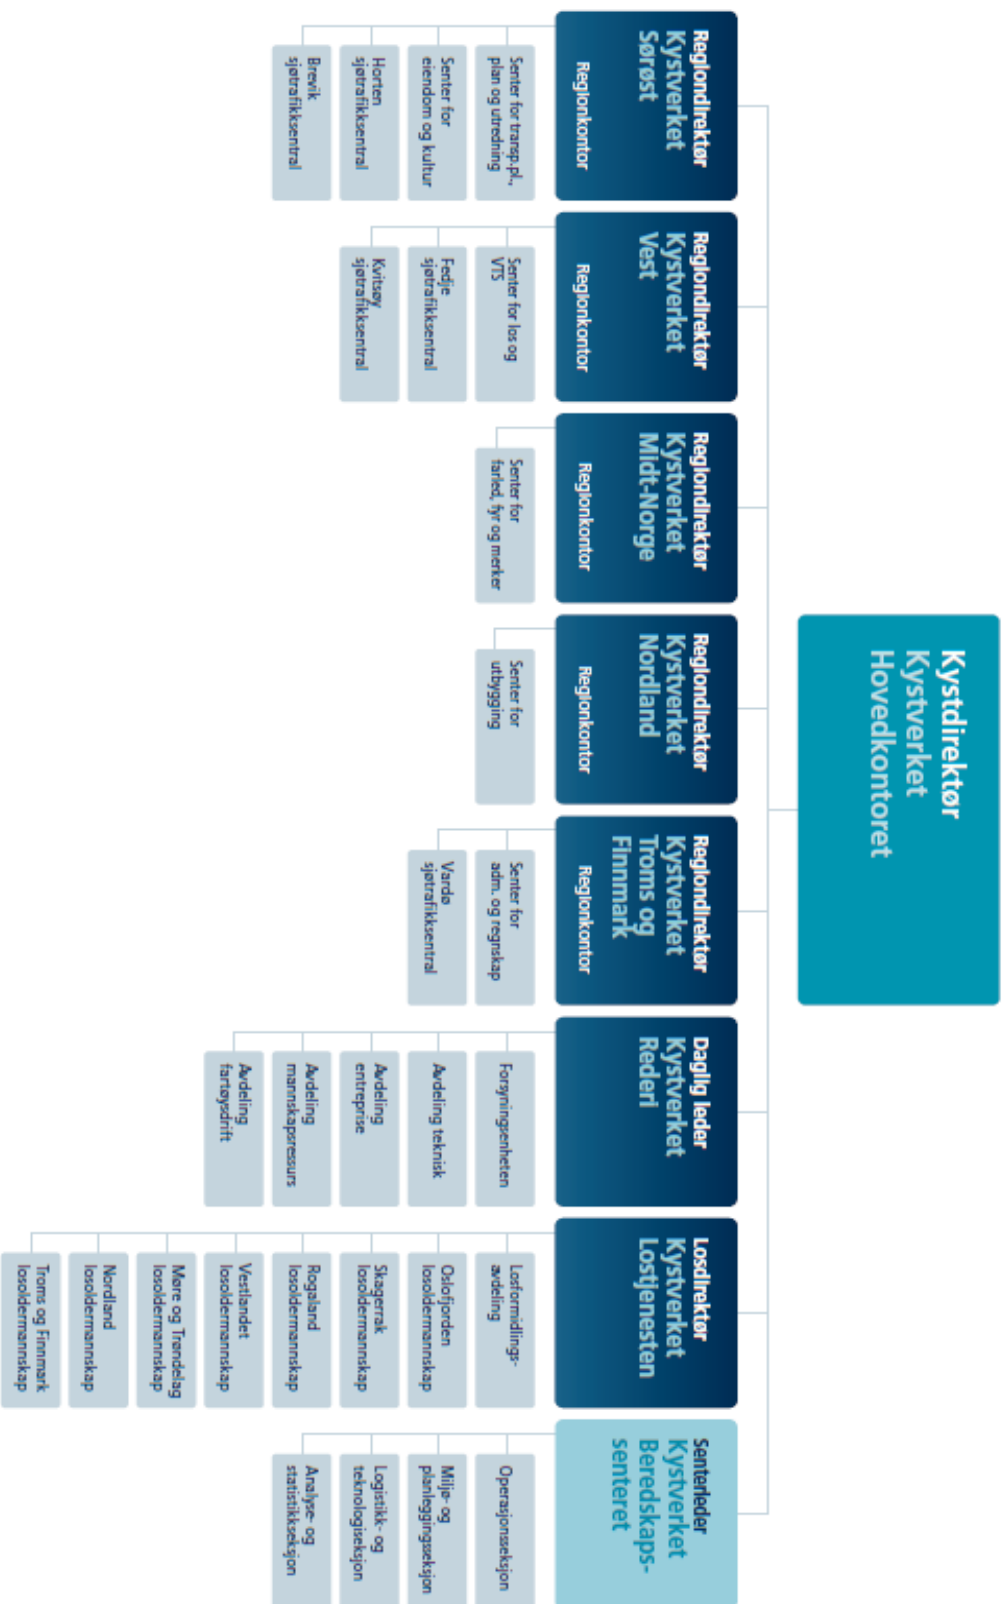 Kystdirektør
Kystverket
Hovedkontoret
Regiondirektør
Kystverket
Sørøst
Regionkontor
Senter for transp.pl.,
plan og utredning
Senter for
eiendom og kultur
Horten
sjøtrafikksentral
Brevik
sjøtrafikksentral
Regiondirektør
Kystverket
Vest
Regionkontor
Senter for los og
VTS
Fedje
sjøtrafikksentral
Kvitsøy
sjøtrafikksentral
Regiondirektør
Kystverket
Midt-Norge
Regionkontor
Senter for
farled, fyr og merker
Regiondirektør
Kystverket
Nordland
Regionkontor
Senter for
utbygging
Regiondirektør
Kystverket
Troms og
Finnmark
Regionkontor
Senter for
adm. og regnskap
Vardø
sjøtrafikksentral
Daglig leder
Kystverket
Rederi
Forsyningsenheten
Avdeling teknisk
Avdeling
entreprise
Avdeling
mannskapsressurs
Avdeling
fartøysdrift
Losdirektør
Kystverket
Lostjenesten
Losformidlings-
avdeling
Oslofjorden
losoldermannskap
Skagerrak
losoldermannskap
Rogaland
losoldermannskap
Vestlandet
losoldermannskap
Møre og Trøndelag
losoldermannskap
Nordland
losoldermannskap
Troms og Finnmark
losoldermannskap
Senterleder
Kystverket
Beredskaps-
senteret
Operasjonsseksjon
Miljø- og
planleggingsseksjon
Logistikk- og
teknologiseksjon
Analyse- og
statistikkseksjon